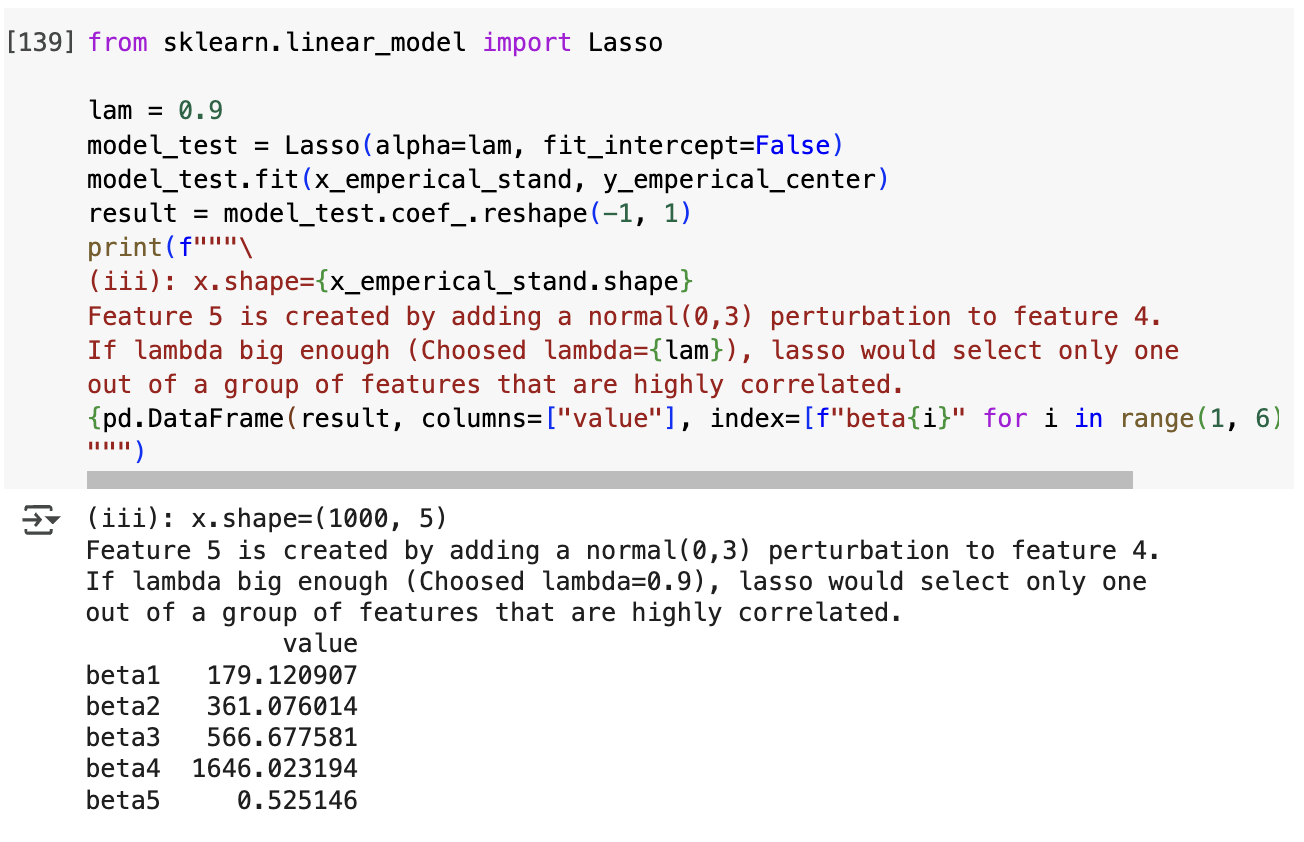 [139] from sklearn.linear_model import Lasso
lam = 0.9
model_test = Lasso(alpha=lam, fit_intercept=False)
model_test.fit(x_emperical_stand, y_emperical_center)
result = model_test.coef_.reshape(-1, 1)
print(f"""\
(iii): x.shape={x_emperical_stand.shape}
Feature 5 is created by adding a normal(0,3) perturbation to feature 4.
If lambda big enough (Choosed lambda={lam}), lasso would select only one
out of a group of features that are highly correlated.
{pd.DataFrame(result, columns=["value"], index=[f"beta{i}" for i in range(1, 6)
""")
(iii): x.shape=(1000, 5)
Feature 5 is created by adding a normal(0,3) perturbation to feature 4.
If lambda big enough (Choosed lambda=0.9), lasso would select only one
out of a group of features that are highly correlated.
value
beta1 179.120907
beta2 361.076014
beta3 566.677581
beta4 1646.023194
beta5 0.525146